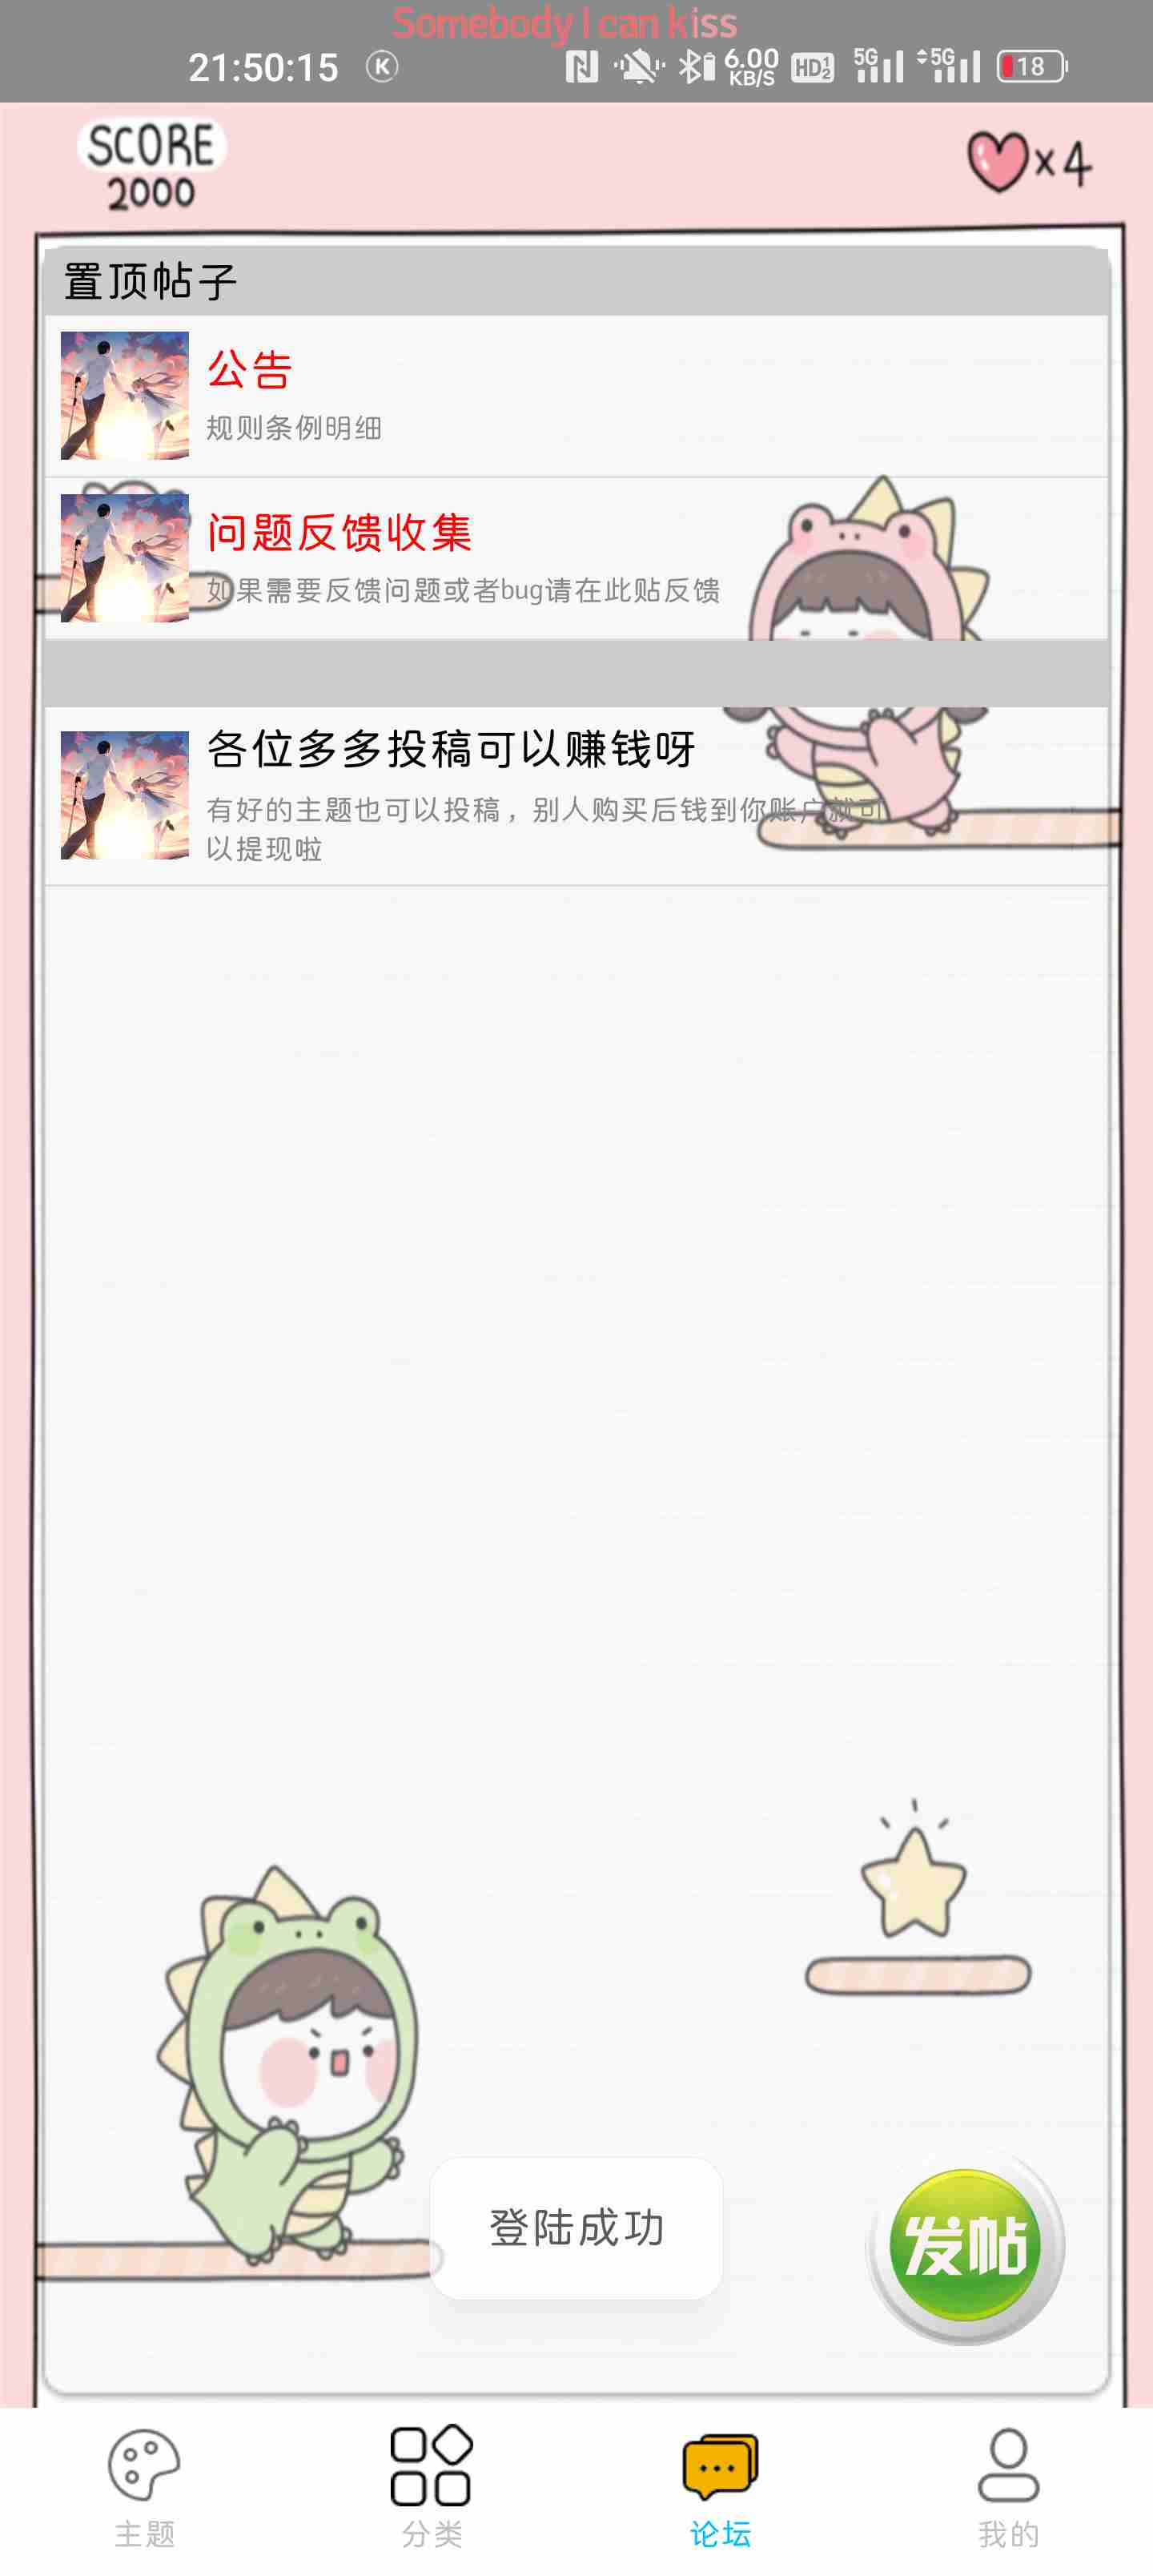 Somebody I can kiss
21:50:15 K 6.00 KB/S HD 1 2 5G 5G 18
SCORE
2000
×4
置顶帖子
公告
规则条例明细
问题反馈收集
如果需要反馈问题或者bug请在此贴反馈
各位多多投稿可以赚钱呀
有好的主题也可以投稿，别人购买后钱到你账户就可
以提现啦
登陆成功
发帖
主题 分类 论坛 我的